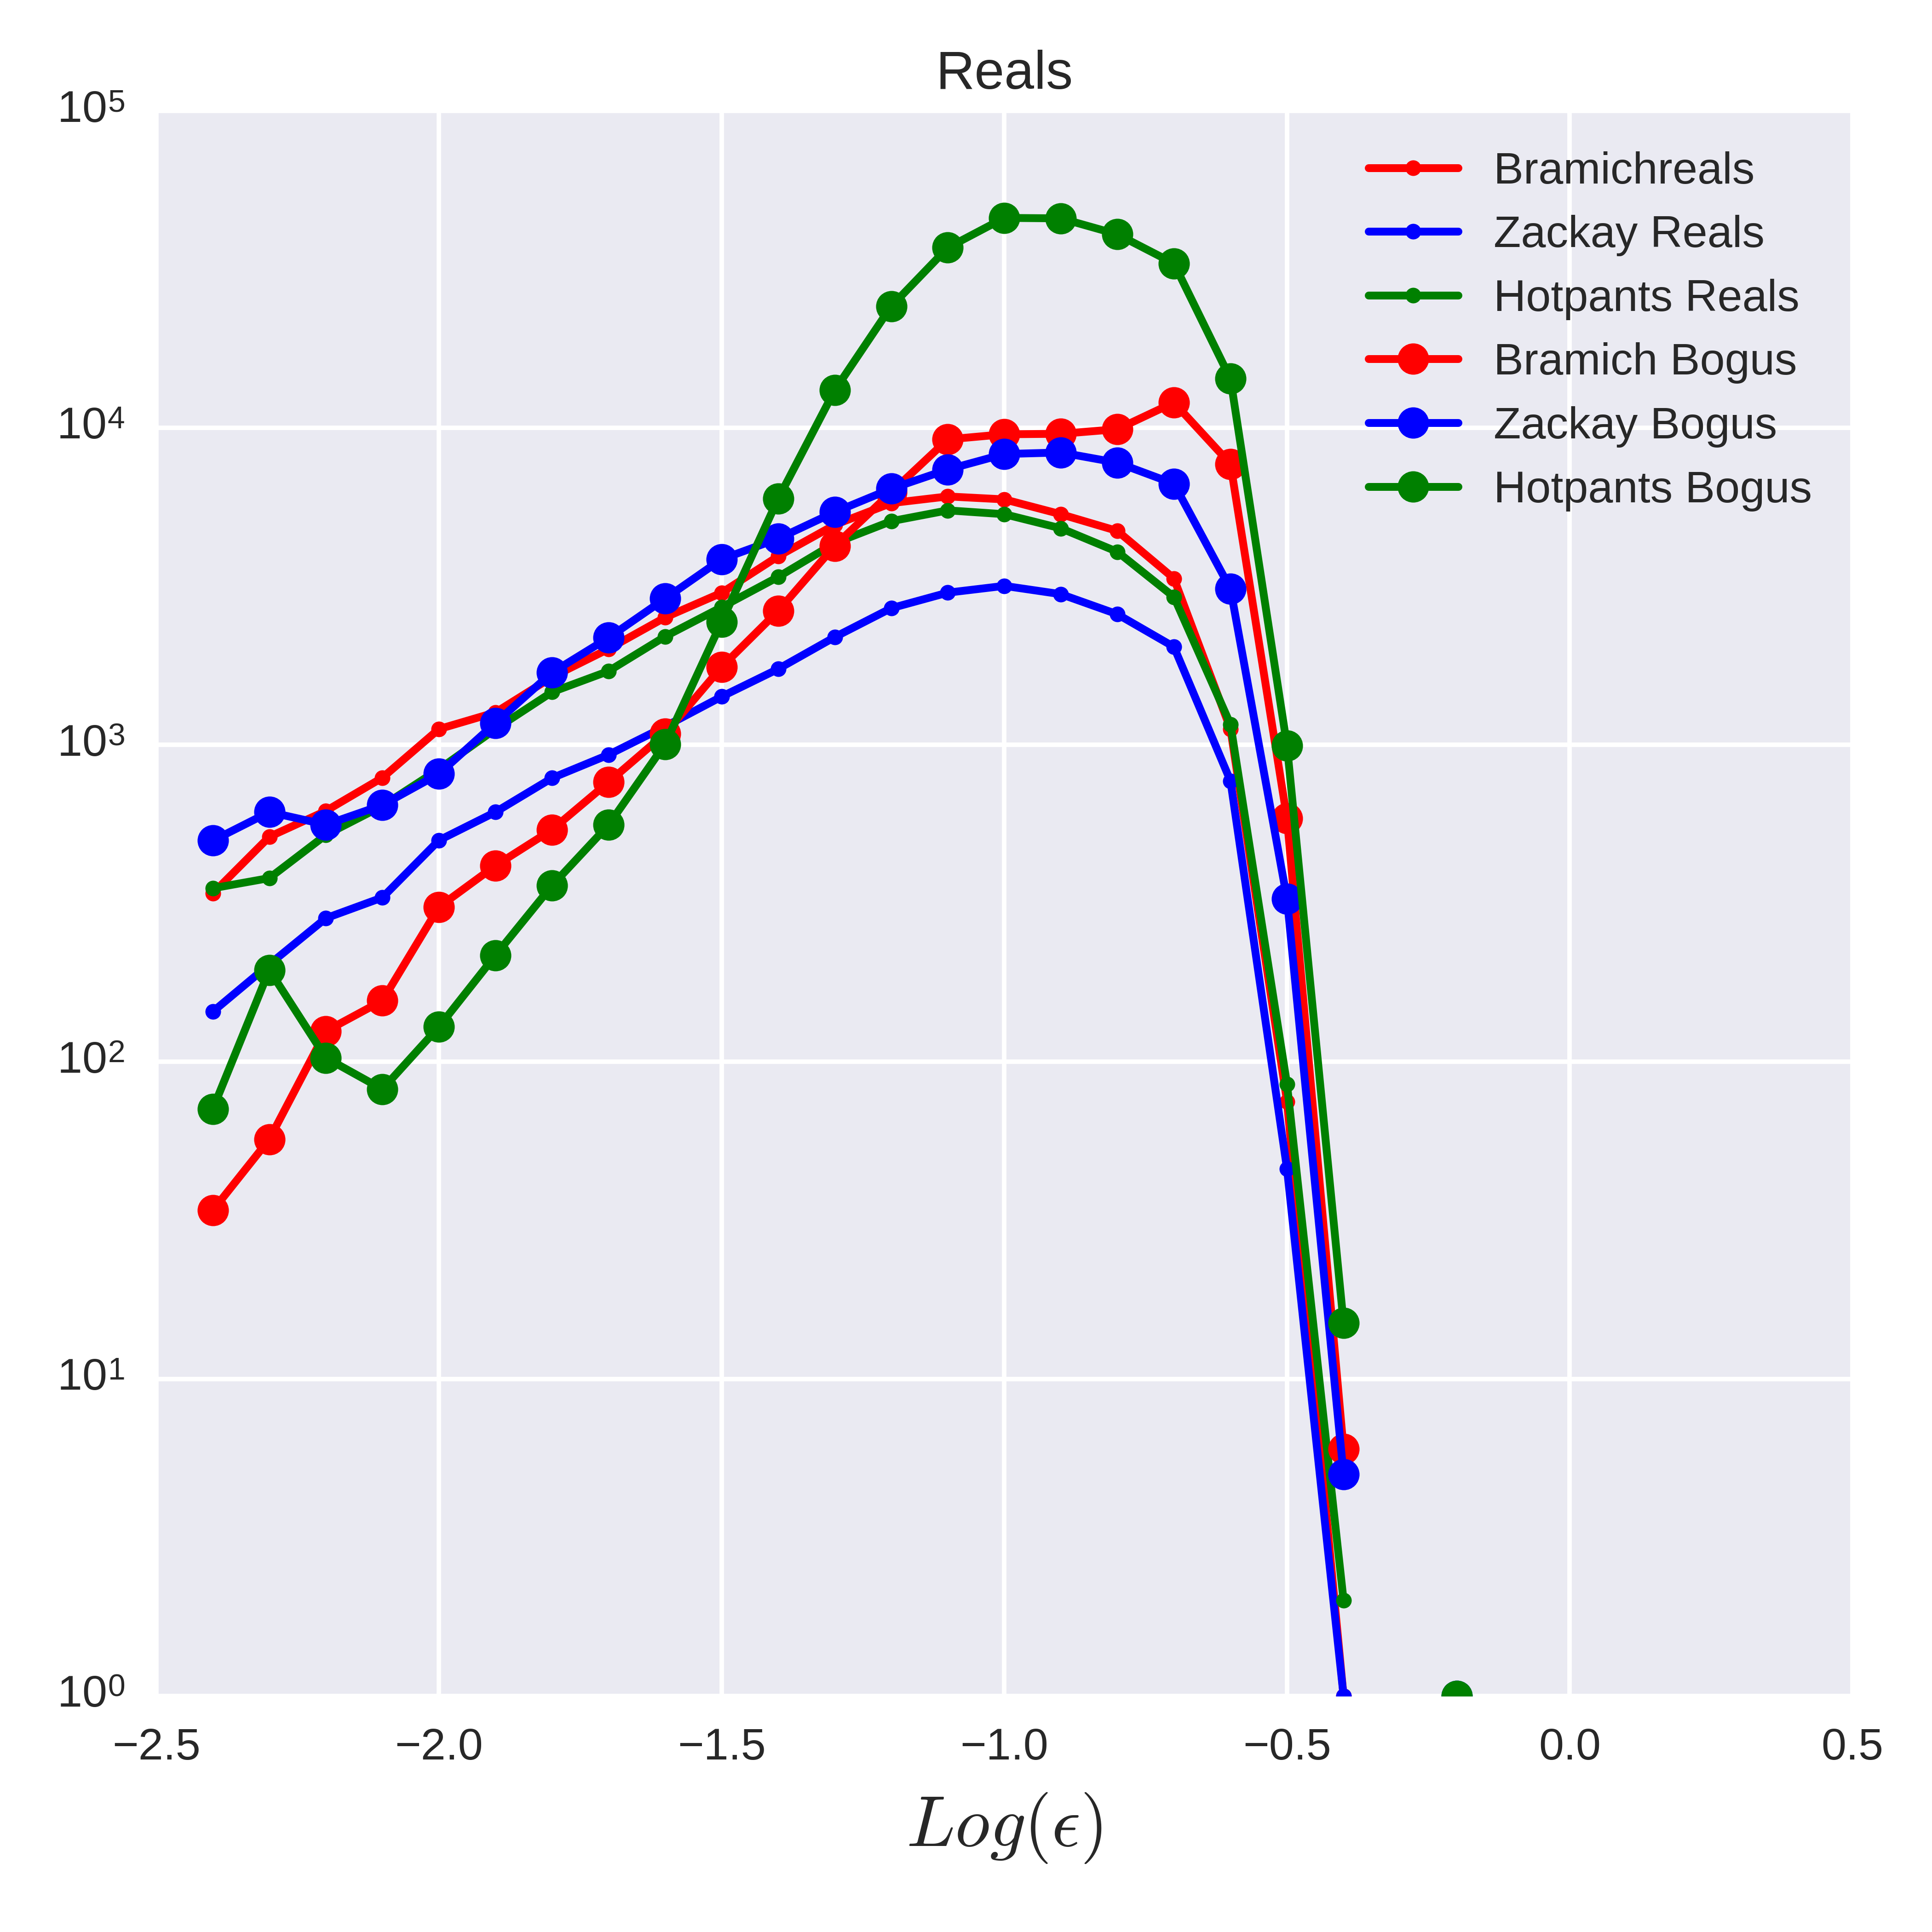 Reals
10⁵
10⁴
10³
10²
10¹
10⁰
Bramichreals
Zackay Reals
Hotpants Reals
Bramich Bogus
Zackay Bogus
Hotpants Bogus
−2.5 −2.0 −1.5 −1.0 −0.5 0.0 0.5
Log(ϵ)